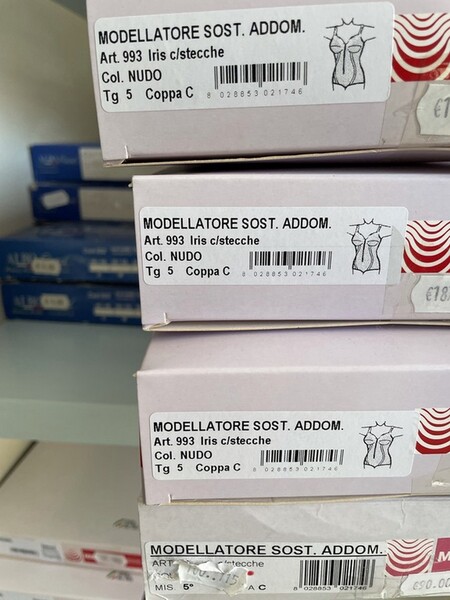 MODELLATORE SOST. ADDOM.
Art. 993 Iris c/stecche
Col. NUDO
Tg 5 Coppa C
8 028853 021746
MODELLATORE SOST. ADDOM.
Art. 993 Iris c/stecche
Col. NUDO
Tg 5 Coppa C
8 028853 021746
€18
MODELLATORE SOST. ADDOM.
Art. 993 Iris c/stecche
Col. NUDO
Tg 5 Coppa C
8 028853 021746
MODELLATORE SOST. ADDOM.
ART
c/stecche
MIS. 5°
A C
8 028853 021746
€90.00